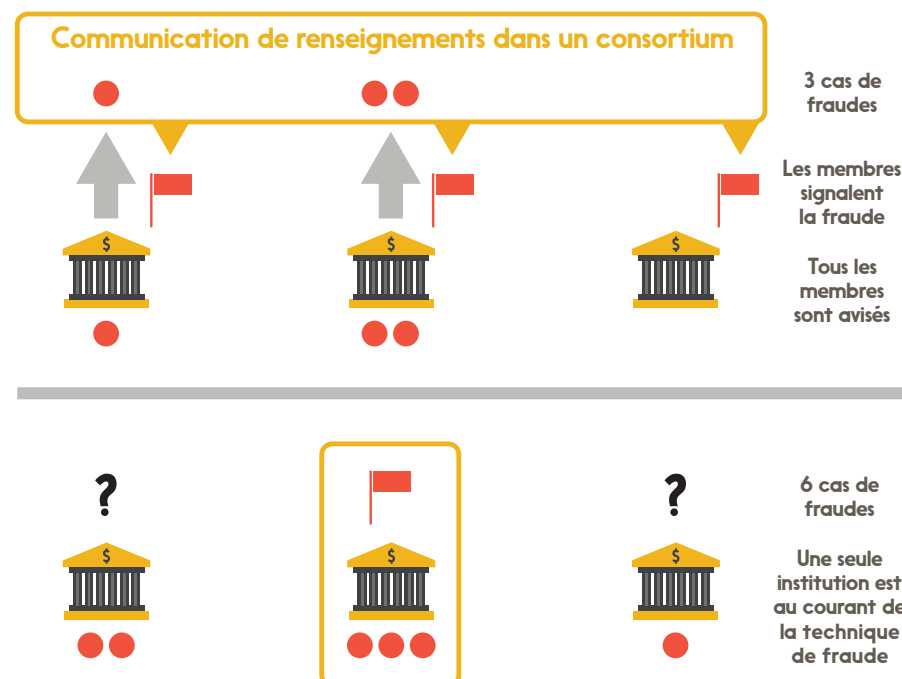 Communication de renseignements dans un consortium
3 cas de
fraudes
Les membres
signalent
la fraude
$
$
$
Tous les
membres
sont avisés
?
?
6 cas de
fraudes
$
$
$
Une seule
institution est
au courant de
la technique
de fraude